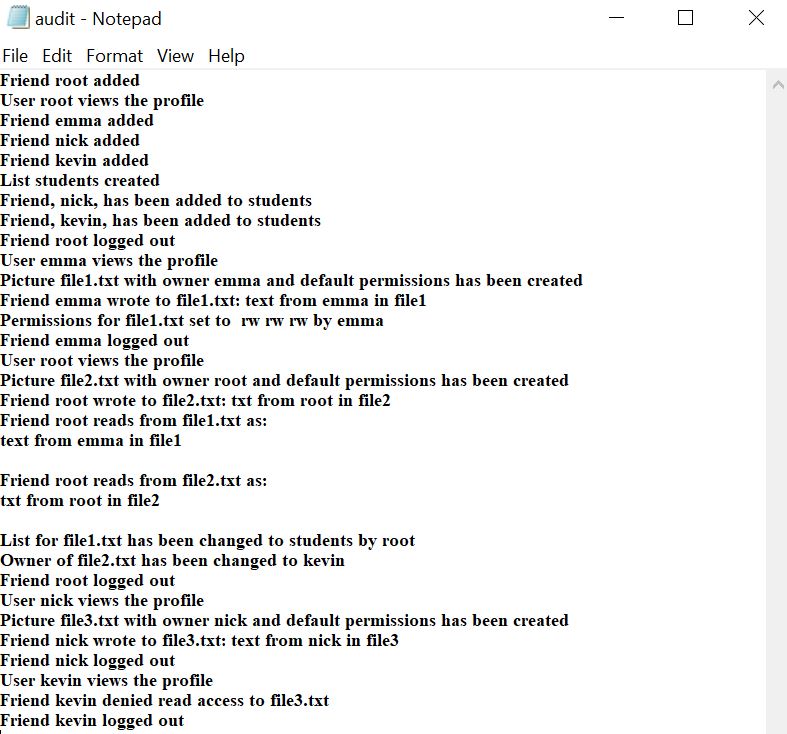 audit - Notepad
File Edit Format View Help
Friend root added
User root views the profile
Friend emma added
Friend nick added
Friend kevin added
List students created
Friend, nick, has been added to students
Friend, kevin, has been added to students
Friend root logged out
User emma views the profile
Picture file1.txt with owner emma and default permissions has been created
Friend emma wrote to file1.txt: text from emma in file1
Permissions for file1.txt set to  rw rw rw by emma
Friend emma logged out
User root views the profile
Picture file2.txt with owner root and default permissions has been created
Friend root wrote to file2.txt: txt from root in file2
Friend root reads from file1.txt as:
text from emma in file1

Friend root reads from file2.txt as:
txt from root in file2

List for file1.txt has been changed to students by root
Owner of file2.txt has been changed to kevin
Friend root logged out
User nick views the profile
Picture file3.txt with owner nick and default permissions has been created
Friend nick wrote to file3.txt: text from nick in file3
Friend nick logged out
User kevin views the profile
Friend kevin denied read access to file3.txt
Friend kevin logged out